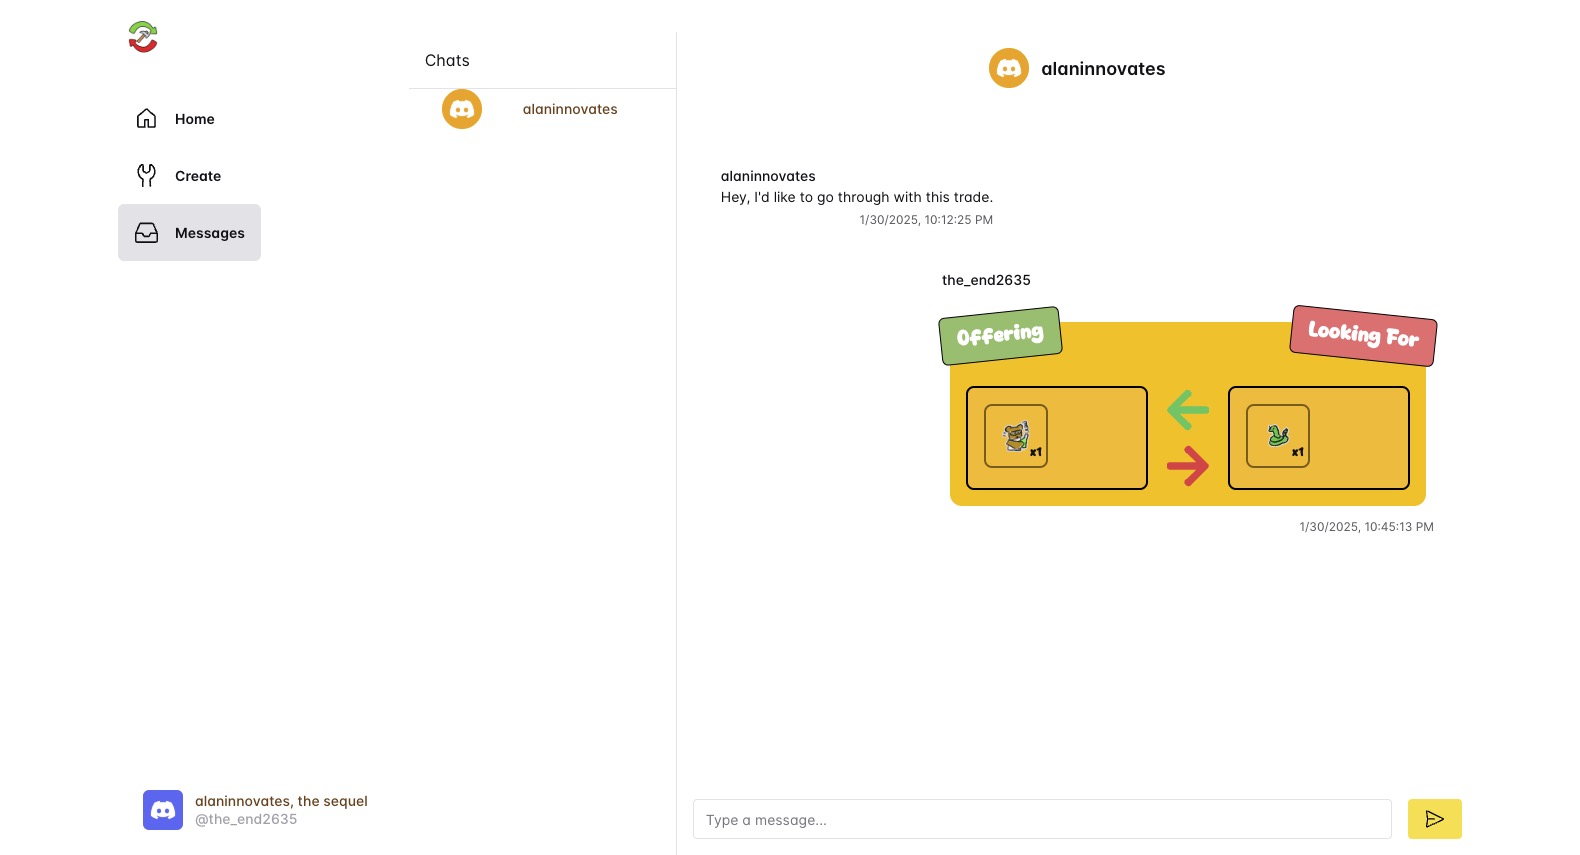 Home
Create
Messages
alaninnovates, the sequel
@the_end2635
Chats
alaninnovates
alaninnovates
alaninnovates
Hey, I'd like to go through with this trade.
1/30/2025, 10:12:25 PM
the_end2635
Offering
Looking For
x1
x1
1/30/2025, 10:45:13 PM
Type a message...